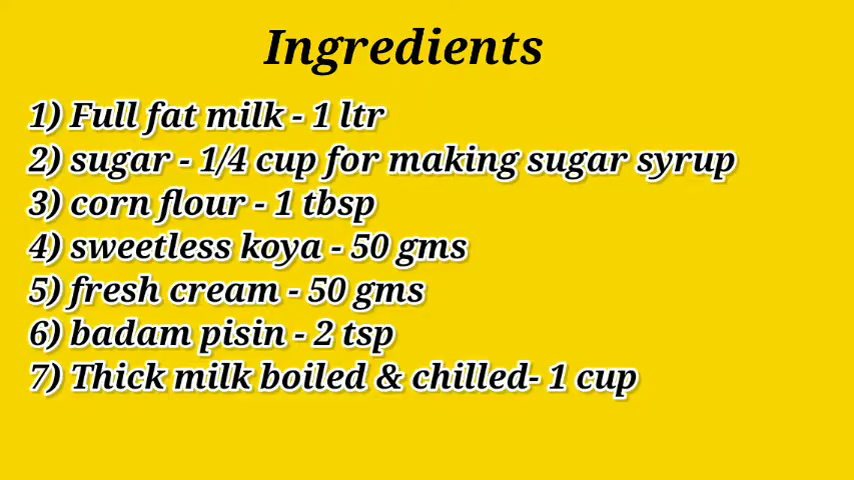 Ingredients
1) Full fat milk - 1 ltr
2) sugar - 1/4 cup for making sugar syrup
3) corn flour - 1 tbsp
4) sweetless koya - 50 gms
5) fresh cream - 50 gms
6) badam pisin - 2 tsp
7) Thick milk boiled & chilled- 1 cup